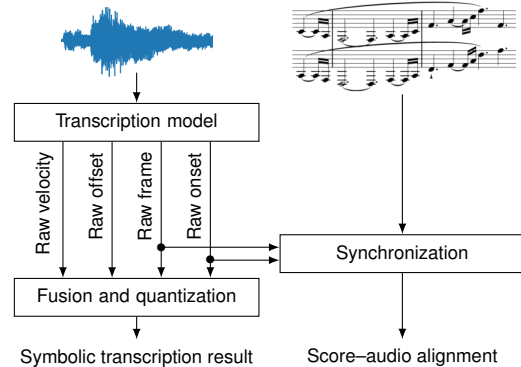 Transcription model
Raw velocity
Raw offset
Raw frame
Raw onset
Synchronization
Fusion and quantization
Symbolic transcription result
Score–audio alignment